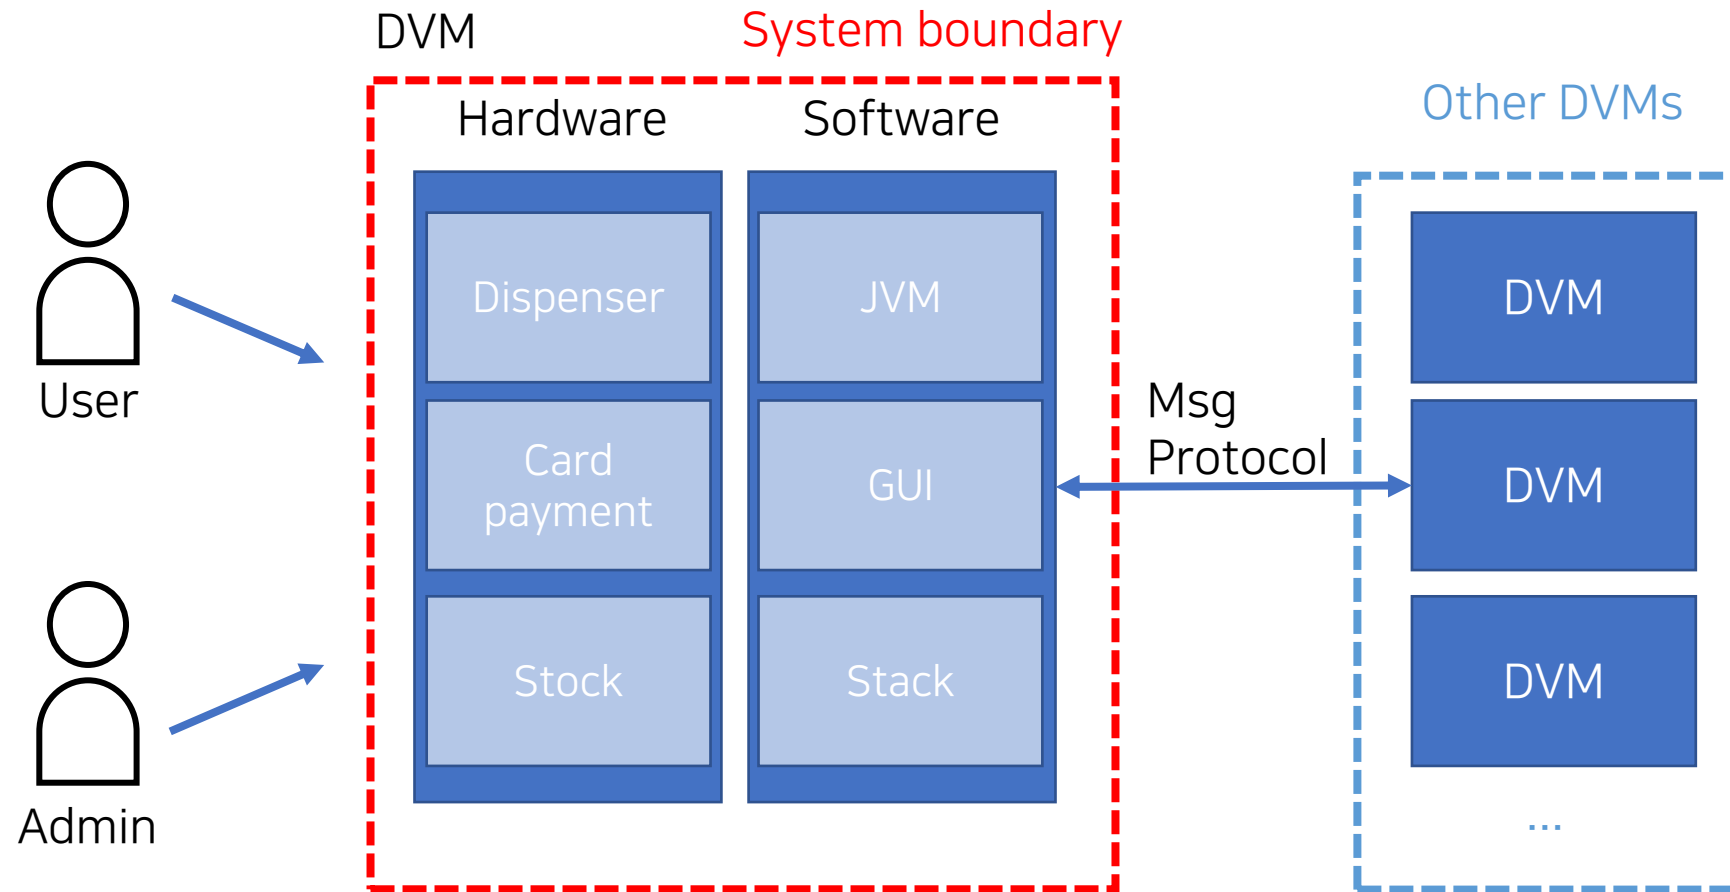 DVM
System boundary
Hardware
Software
Other DVMs
Dispenser
JVM
DVM
User
Card
payment
GUI
Msg
Protocol
DVM
Stock
Stack
DVM
Admin
...